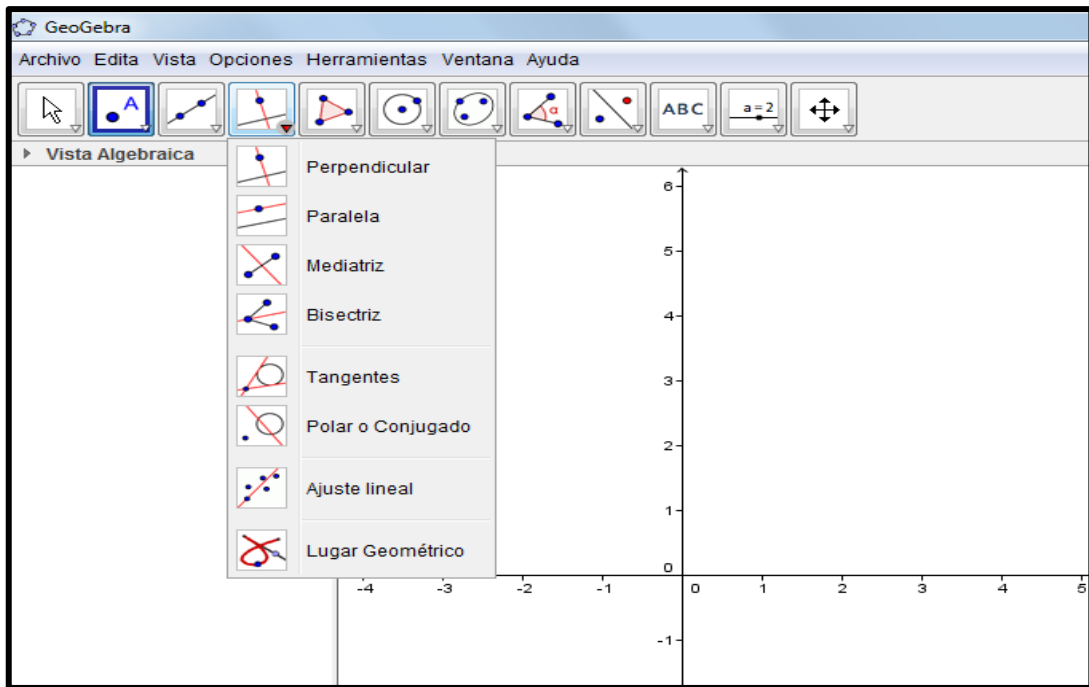 GeoGebra
Archivo Edita Vista Opciones Herramientas Ventana Ayuda
A
α
ABC
a = 2
Vista Algebraica
Perpendicular
Paralela
Mediatriz
Bisectriz
Tangentes
Polar o Conjugado
Ajuste lineal
Lugar Geométrico
6
5
4
3
2
1
0
-4 -3 -2 -1 0 1 2 3 4 5
-1